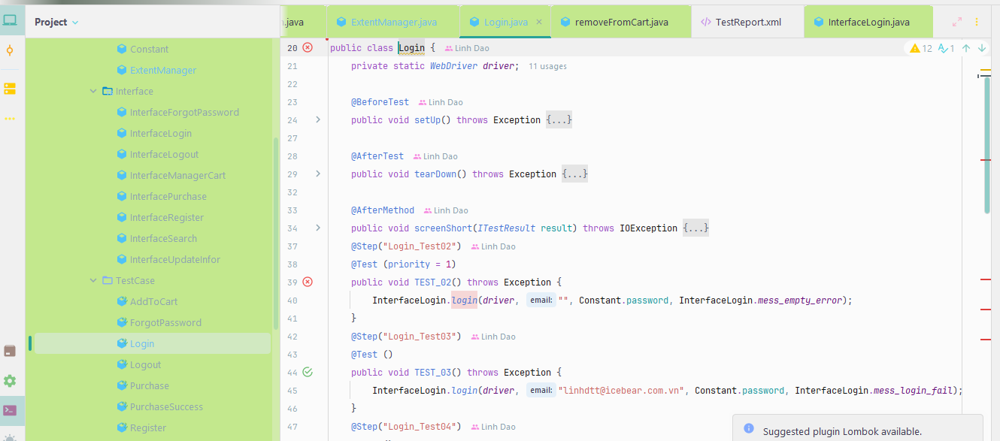 Project
.java
ExtentManager.java
Login.java
removeFromCart.java
TestReport.xml
InterfaceLogin.java
Constant
ExtentManager
Interface
InterfaceForgotPassword
InterfaceLogin
InterfaceLogout
InterfaceManagerCart
InterfacePurchase
InterfaceRegister
InterfaceSearch
InterfaceUpdateInfor
TestCase
AddToCart
ForgotPassword
Login
Logout
Purchase
PurchaseSuccess
Register
12 1
20 public class Login { Linh Dao
21 private static WebDriver driver; 11 usages
22
23 @BeforeTest Linh Dao
24 public void setUp() throws Exception {...}
27
28 @AfterTest Linh Dao
29 public void tearDown() throws Exception {...}
32
33 @AfterMethod Linh Dao
34 public void screenShort(ITestResult result) throws IOException {...}
37 @Step("Login_Test02") Linh Dao
38 @Test (priority = 1)
39 public void TEST_02() throws Exception {
40 InterfaceLogin.login(driver, email: "", Constant.password, InterfaceLogin.mess_empty_error);
41 }
42 @Step("Login_Test03") Linh Dao
43 @Test ()
44 public void TEST_03() throws Exception {
45 InterfaceLogin.login(driver, email: "linhdtt@icebear.com.vn", Constant.password, InterfaceLogin.mess_login_fail);
46 }
47 @Step("Login_Test04") Linh Dao
Suggested plugin Lombok available.